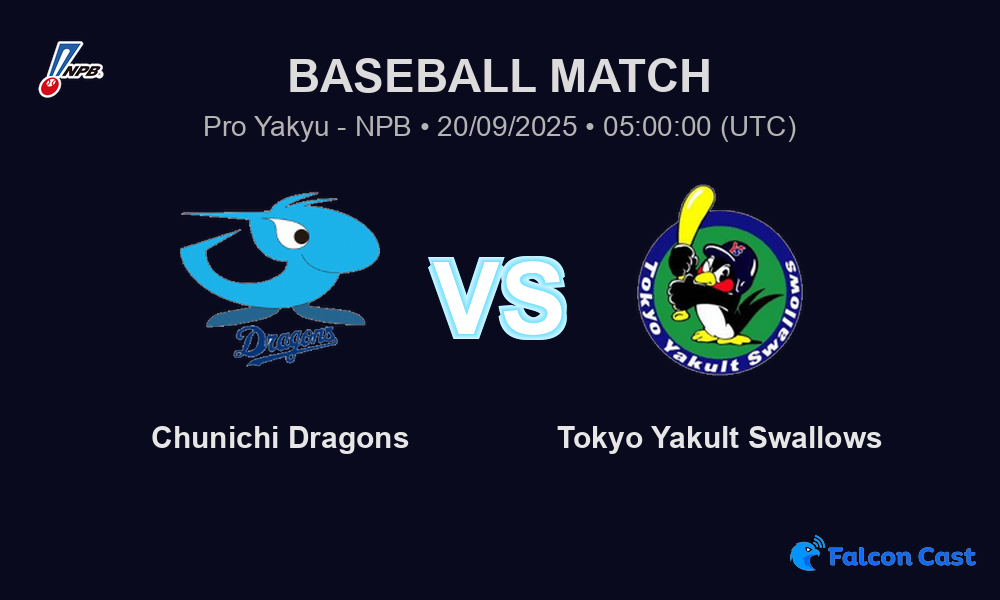 NPB
BASEBALL MATCH
Pro Yakyu - NPB • 20/09/2025 • 05:00:00 (UTC)
Dragons
VS
YS
Tokyo Yakult Swallows
Chunichi Dragons
Tokyo Yakult Swallows
Falcon Cast